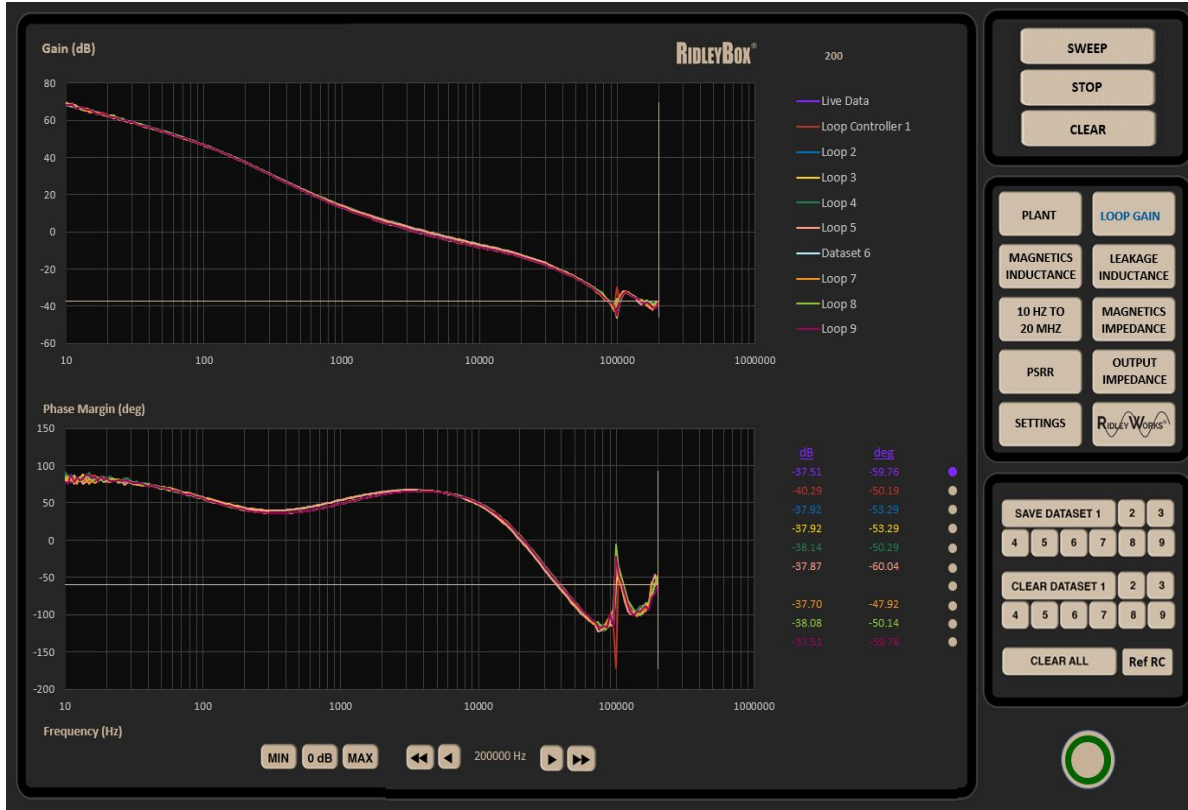 Gain (dB)
RIDLEYBOX®
200
80
60
40
20
0
-20
-40
-60
10 100 1000 10000 100000 1000000
Live Data
Loop Controller 1
Loop 2
Loop 3
Loop 4
Loop 5
Dataset 6
Loop 7
Loop 8
Loop 9
Phase Margin (deg)
150
100
50
0
-50
-100
-150
-200
10 100 1000 10000 100000 1000000
Frequency (Hz)
dB deg
-37.51 -59.76
-40.29 -50.19
-37.92 -53.29
-37.92 -53.29
-38.14 -50.29
-37.87 -60.04
-37.70 -47.92
-38.08 -50.14
-37.51 -59.76
MIN 0 dB MAX 200000 Hz
SWEEP
STOP
CLEAR
PLANT LOOP GAIN
MAGNETICS INDUCTANCE LEAKAGE INDUCTANCE
10 HZ TO 20 MHZ MAGNETICS IMPEDANCE
PSRR OUTPUT IMPEDANCE
SETTINGS RIDLEYWORKS®
SAVE DATASET 1 2 3
4 5 6 7 8 9
CLEAR DATASET 1 2 3
4 5 6 7 8 9
CLEAR ALL Ref RC